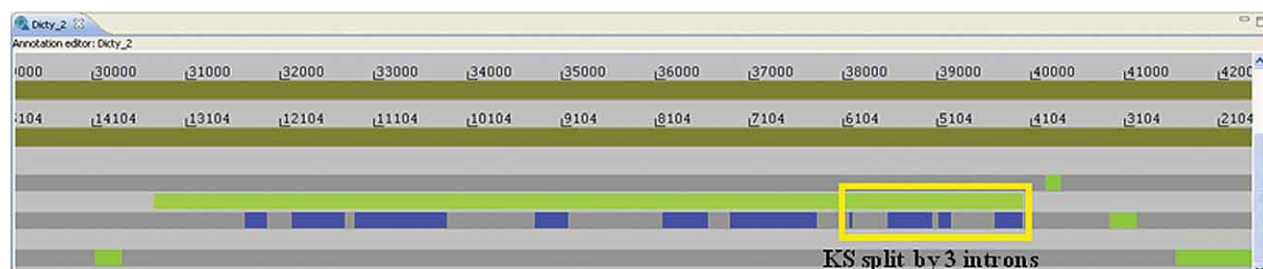 Dicty_2
Annotation editor: Dicty_2
000 30000 31000 32000 33000 34000 35000 36000 37000 38000 39000 40000 41000 4200
104 14104 13104 12104 11104 10104 9104 8104 7104 6104 5104 4104 3104 2104
KS split by 3 introns